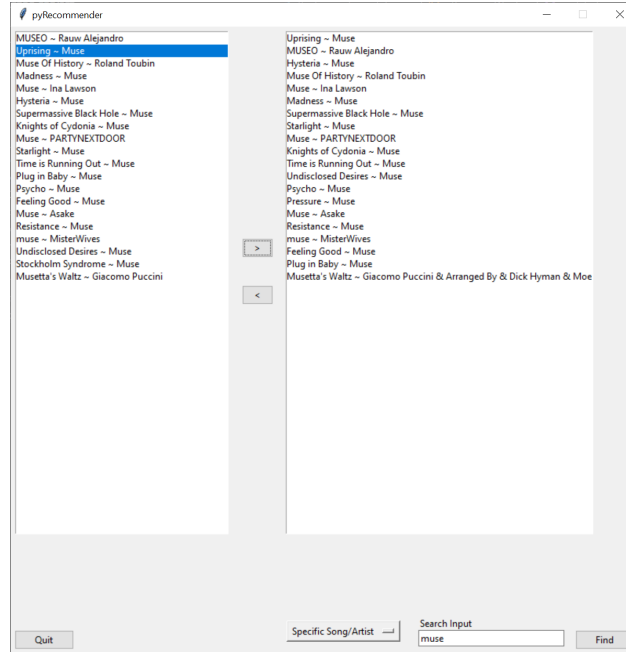 pyRecommender
MUSEO ~ Rauw Alejandro
Uprising ~ Muse
Muse Of History ~ Roland Toubin
Madness ~ Muse
Muse ~ Ina Lawson
Hysteria ~ Muse
Supermassive Black Hole ~ Muse
Knights of Cydonia ~ Muse
Muse ~ PARTYNEXTDOOR
Starlight ~ Muse
Time is Running Out ~ Muse
Plug in Baby ~ Muse
Psycho ~ Muse
Feeling Good ~ Muse
Muse ~ Asake
Resistance ~ Muse
muse ~ MisterWives
Undisclosed Desires ~ Muse
Stockholm Syndrome ~ Muse
Musetta's Waltz ~ Giacomo Puccini
>
<
Uprising ~ Muse
MUSEO ~ Rauw Alejandro
Hysteria ~ Muse
Muse Of History ~ Roland Toubin
Muse ~ Ina Lawson
Madness ~ Muse
Supermassive Black Hole ~ Muse
Starlight ~ Muse
Muse ~ PARTYNEXTDOOR
Knights of Cydonia ~ Muse
Time is Running Out ~ Muse
Undisclosed Desires ~ Muse
Psycho ~ Muse
Pressure ~ Muse
Muse ~ Asake
Resistance ~ Muse
muse ~ MisterWives
Feeling Good ~ Muse
Plug in Baby ~ Muse
Musetta's Waltz ~ Giacomo Puccini & Arranged By & Dick Hyman & Moe
Search Input
Quit
Specific Song/Artist
muse
Find